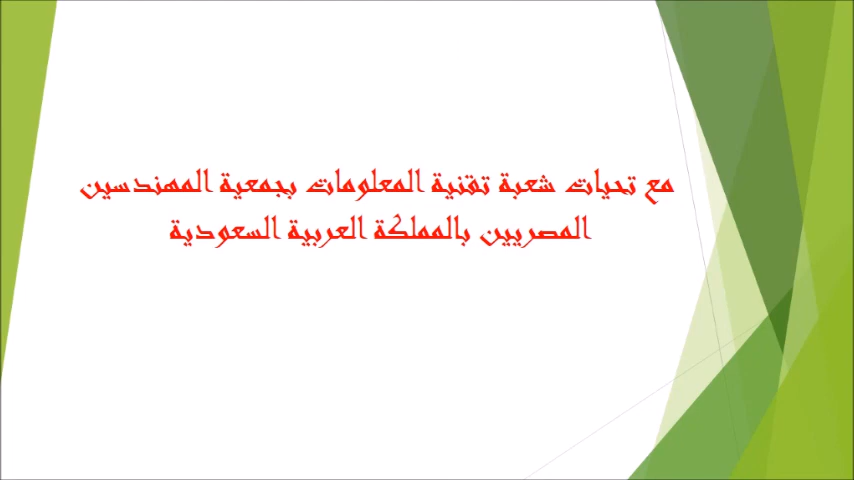 مع تحيات شعبة تقنية المعلومات بجمعية المهندسين
المصريين بالمملكة العربية السعودية